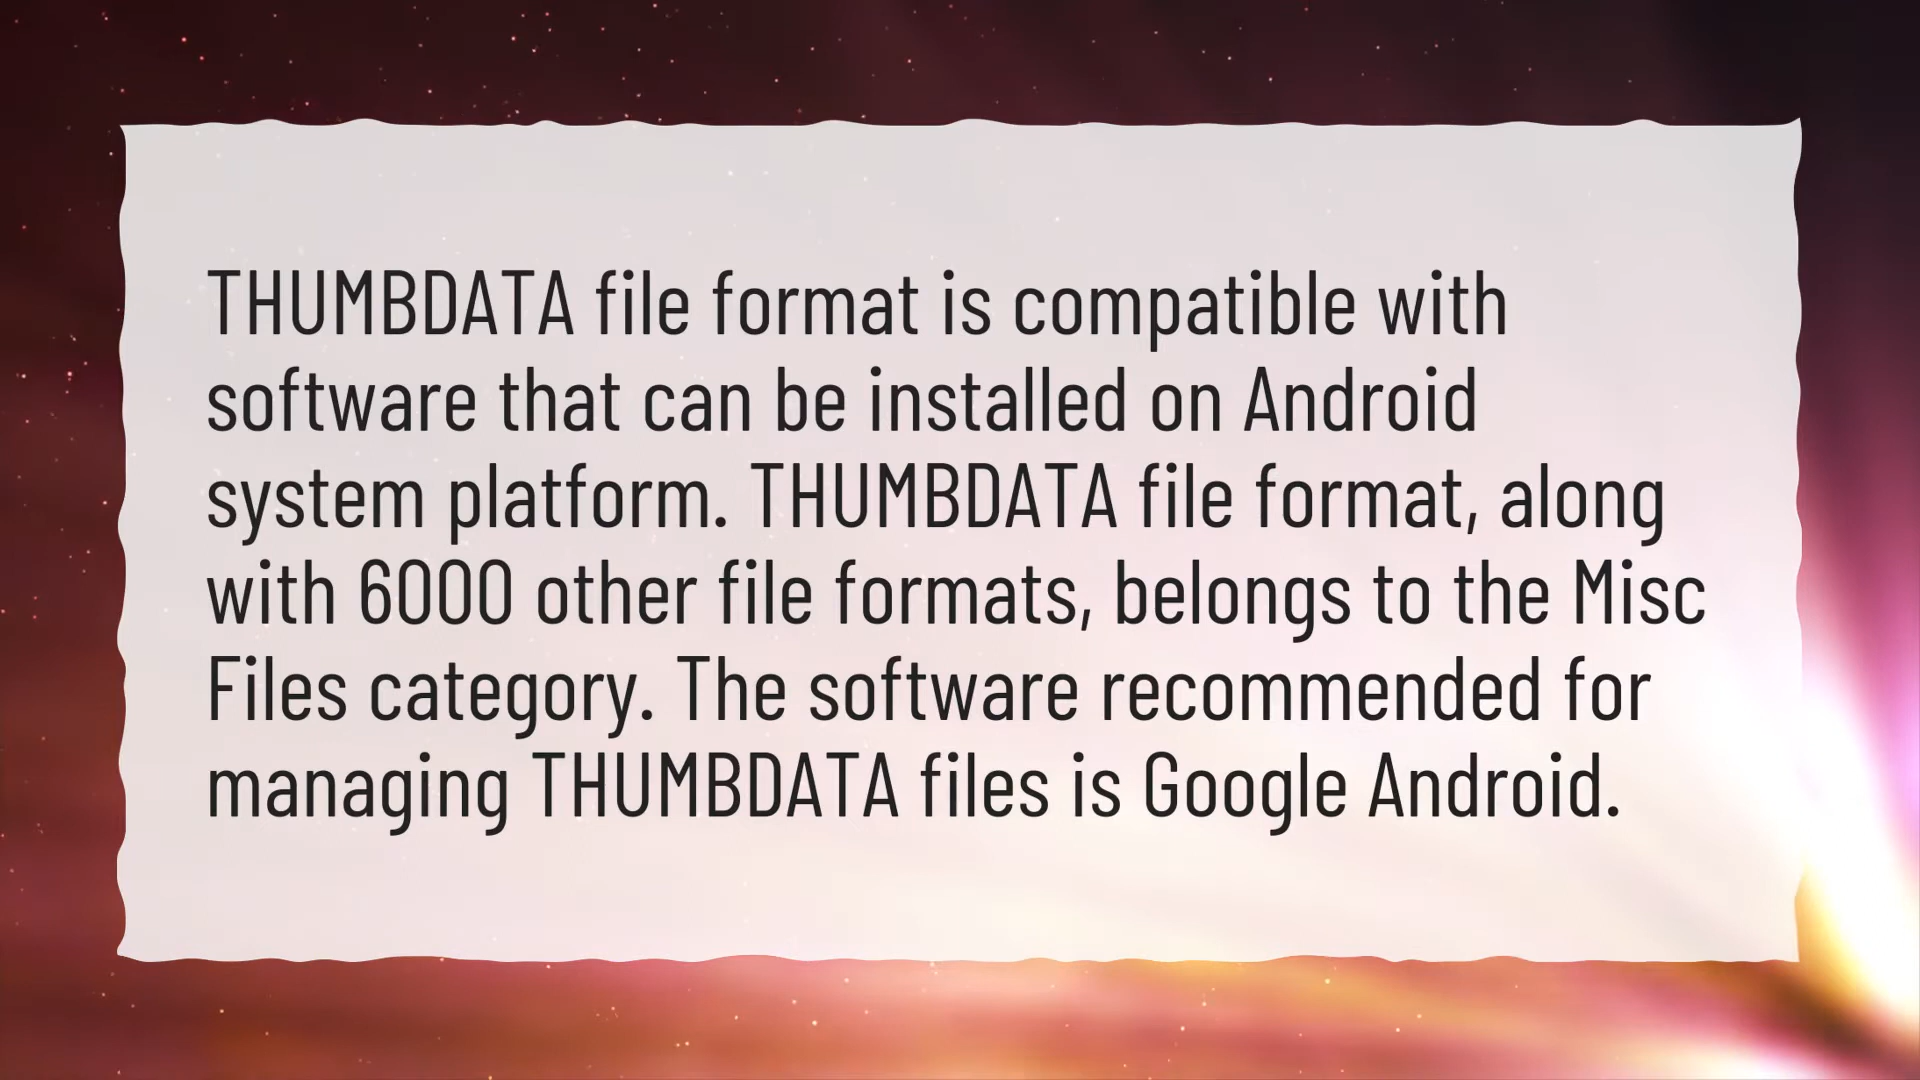 THUMBDATA file format is compatible with
software that can be installed on Android
system platform. THUMBDATA file format, along
with 6000 other file formats, belongs to the Misc
Files category. The software recommended for
managing THUMBDATA files is Google Android.